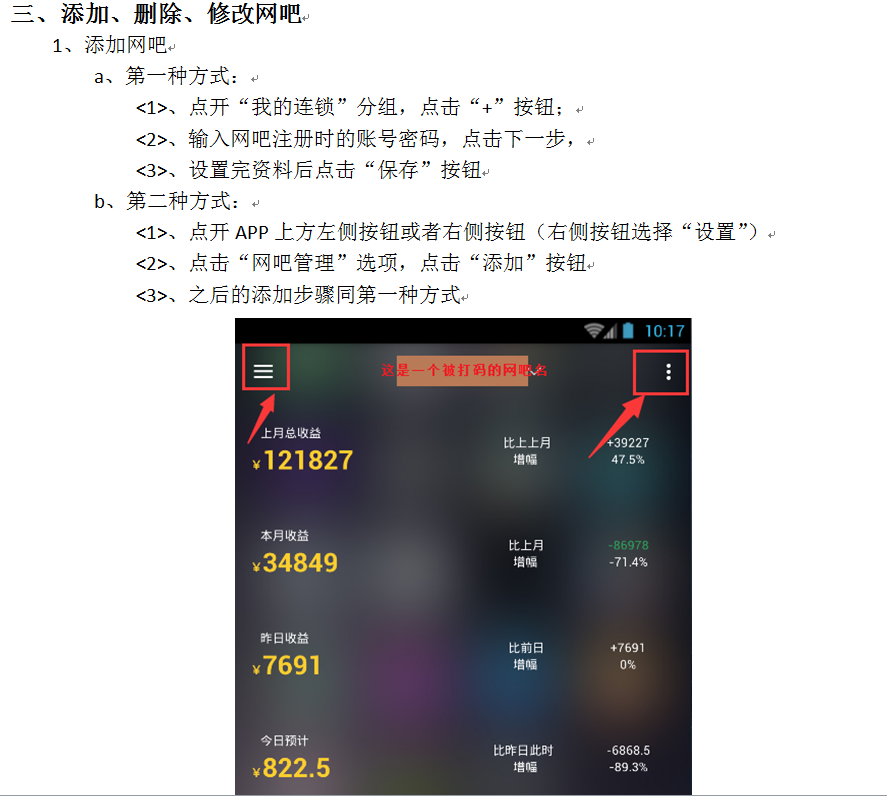 三、添加、删除、修改网吧
1、添加网吧
a、第一种方式：
<1>、点开“我的连锁”分组，点击“+”按钮；
<2>、输入网吧注册时的账号密码，点击下一步，
<3>、设置完资料后点击“保存”按钮
b、第二种方式：
<1>、点开 APP 上方左侧按钮或者右侧按钮（右侧按钮选择“设置”）
<2>、点击“网吧管理”选项，点击“添加”按钮
<3>、之后的添加步骤同第一种方式
10:17
这是一个被打码的网吧名
上月总收益
¥121827
比上上月
增幅
+39227
47.5%
本月收益
¥34849
比上月
增幅
-86978
-71.4%
昨日收益
¥7691
比前日
增幅
+7691
0%
今日预计
¥822.5
比昨日此时
增幅
-6868.5
-89.3%